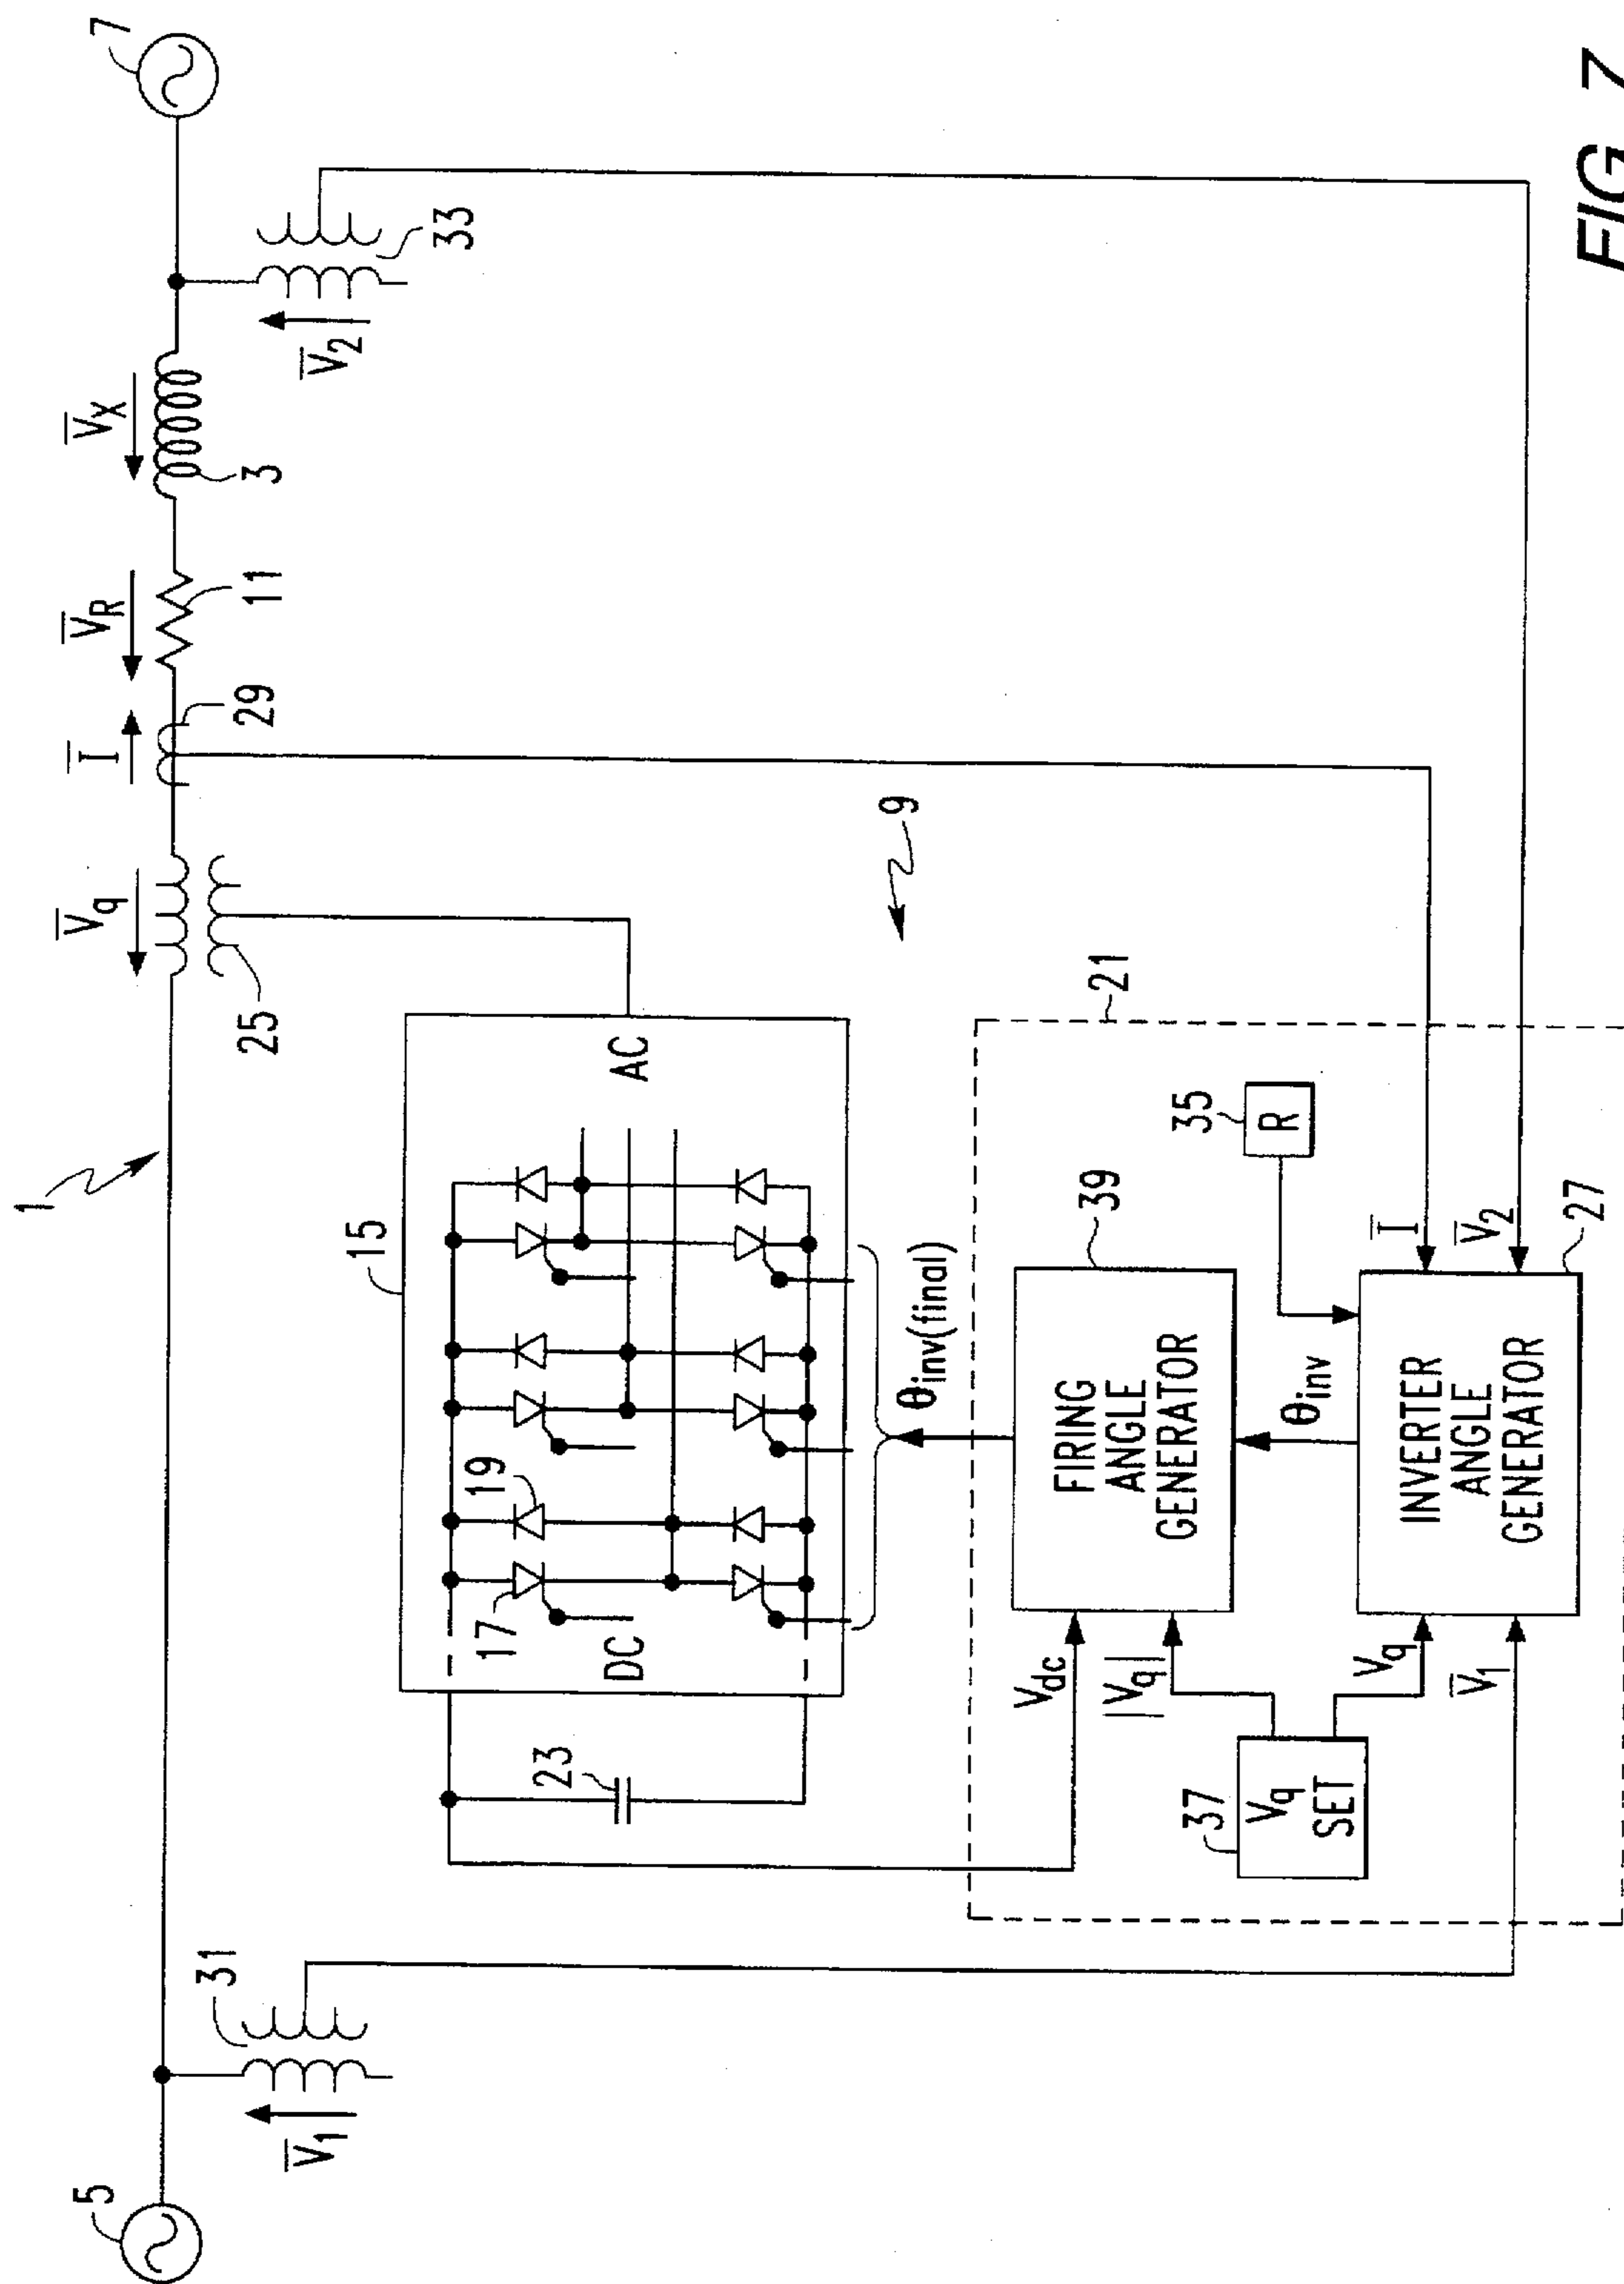 7
V̅X
V̅R
I̅
V̅q
1
33
V̅2
3
11
29
25
9
15
AC
21
19
17
DC
23
31
V̅1
5
θinv(final)
35
R
39
FIRING
ANGLE
GENERATOR
Vdc
|V̅q|
θinv
37
Vq
SET
Vq
V̅1
I̅
V̅2
27
INVERTER
ANGLE
GENERATOR
FIG. 7